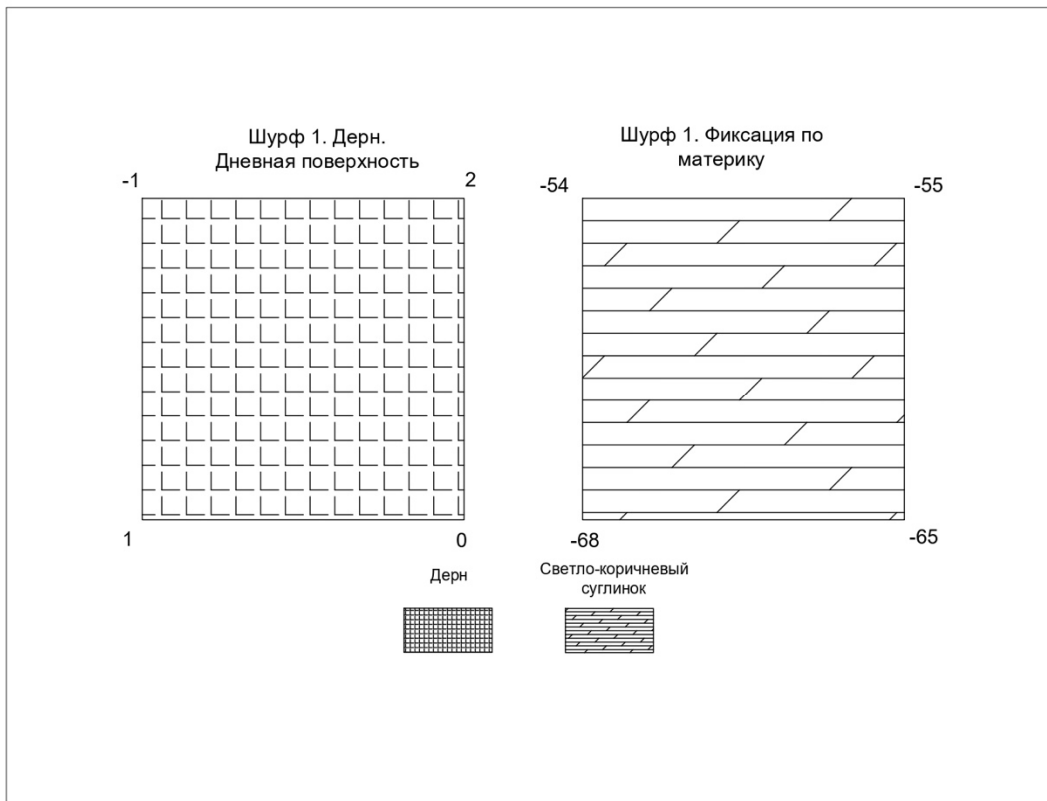 Шурф 1. Дерн.
Дневная поверхность
-1
2
1
0
Шурф 1. Фиксация по
материку
-54
-55
-68
-65
Дерн
Светло-коричневый
суглинок